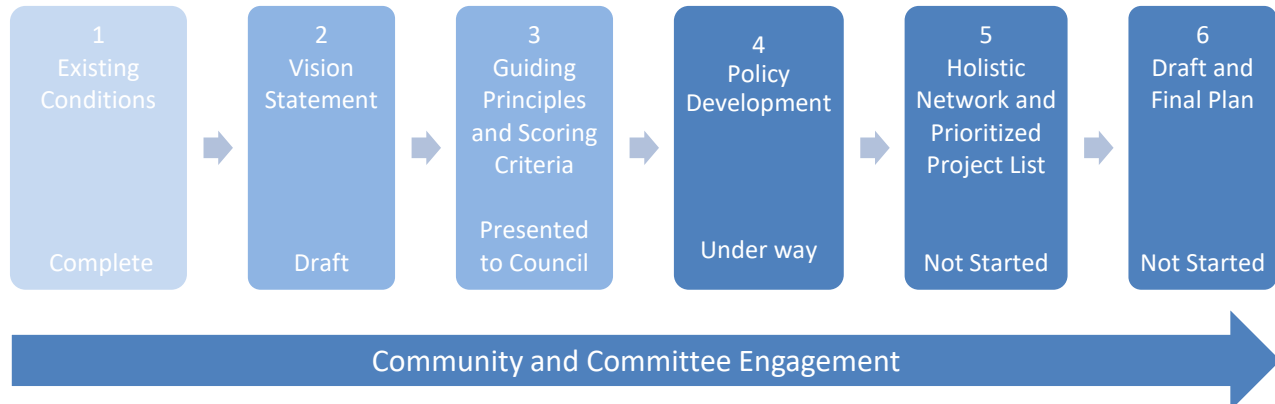 1
Existing
Conditions
Complete
2
Vision
Statement
Draft
3
Guiding
Principles
and Scoring
Criteria
Presented
to Council
4
Policy
Development
Under way
5
Holistic
Network and
Prioritized
Project List
Not Started
6
Draft and
Final Plan
Not Started
Community and Committee Engagement